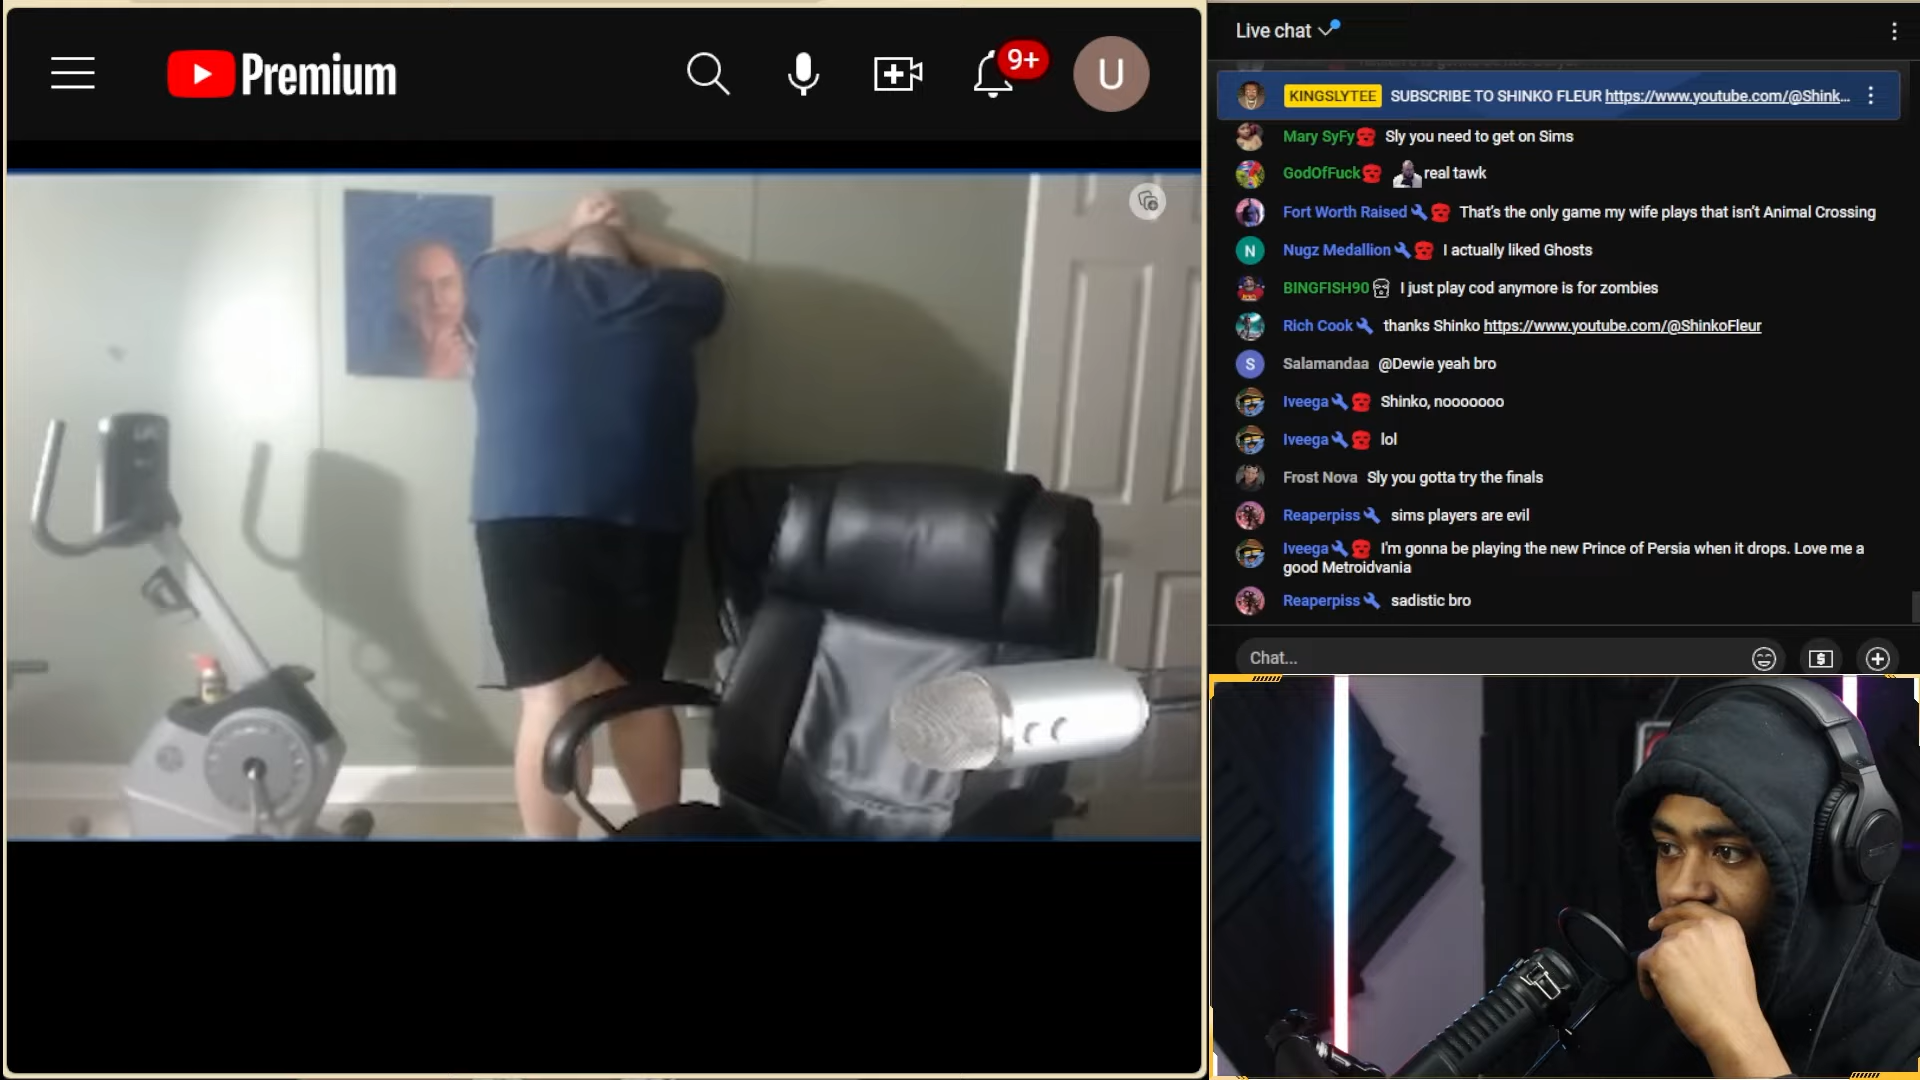 Premium
9+
U
Live chat
KINGSLYTEE SUBSCRIBE TO SHINKO FLEUR https://www.youtube.com/@Shink...
Mary SyFy Sly you need to get on Sims
GodOfFuck real tawk
Fort Worth Raised That's the only game my wife plays that isn't Animal Crossing
N
Nugz Medallion I actually liked Ghosts
BINGFISH90 I just play cod anymore is for zombies
Rich Cook thanks Shinko https://www.youtube.com/@ShinkoFleur
S
Salamandaa @Dewie yeah bro
Iveega Shinko, nooooooo
Iveega lol
Frost Nova Sly you gotta try the finals
Reaperpiss sims players are evil
Iveega I'm gonna be playing the new Prince of Persia when it drops. Love me a
good Metroidvania
Reaperpiss sadistic bro
Chat...